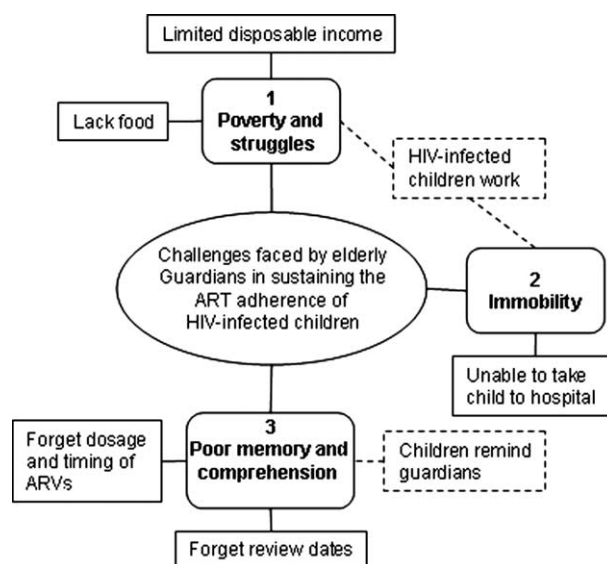 Limited disposable income
1
Poverty and
struggles
Lack food
HIV-infected
children work
Challenges faced by elderly
Guardians in sustaining the
ART adherence of
HIV-infected children
2
Immobility
Unable to take
child to hospital
3
Poor memory and
comprehension
Forget dosage
and timing of
ARVs
Children remind
guardians
Forget review dates